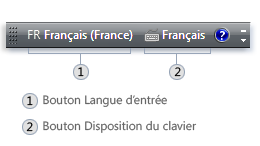 FR Français (France) Français ?
1 2
1 Bouton Langue d'entrée
2 Bouton Disposition du clavier